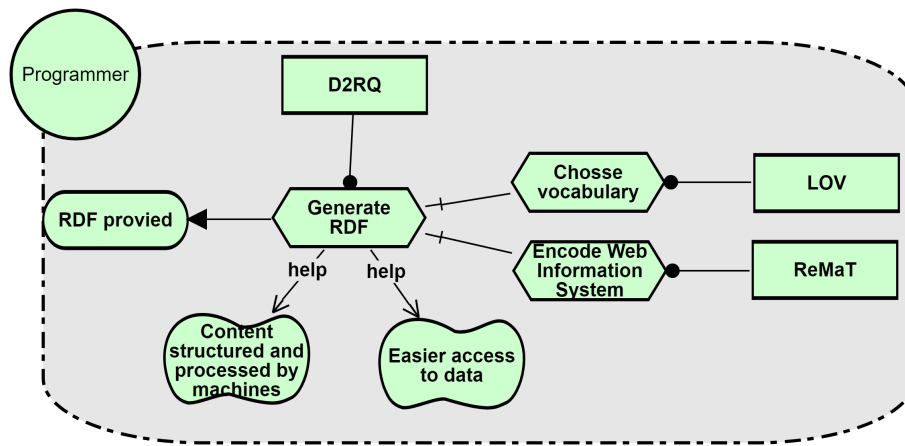 Programmer
D2RQ
Chosse
vocabulary
LOV
RDF provied
Generate
RDF
Encode Web
Information
System
ReMaT
help
help
Content
structured and
processed by
machines
Easier access
to data